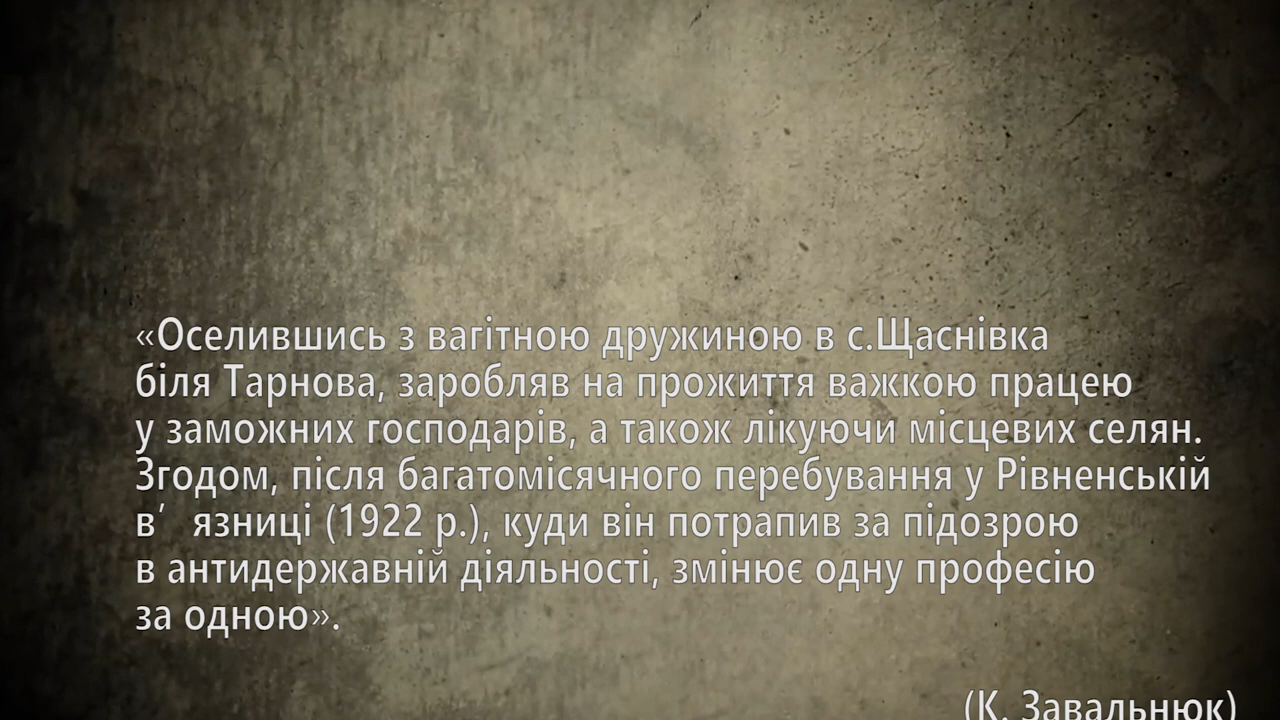 «Оселившись з вагітною дружиною в с.Щаснівка
біля Тарнова, заробляв на прожиття важкою працею
у заможних господарів, а також лікуючи місцевих селян.
Згодом, після багатомісячного перебування у Рівненській
в’ язниці (1922 р.), куди він потрапив за підозрою
в антидержавній діяльності, змінює одну професію
за одною».
(К. Завальнюк)